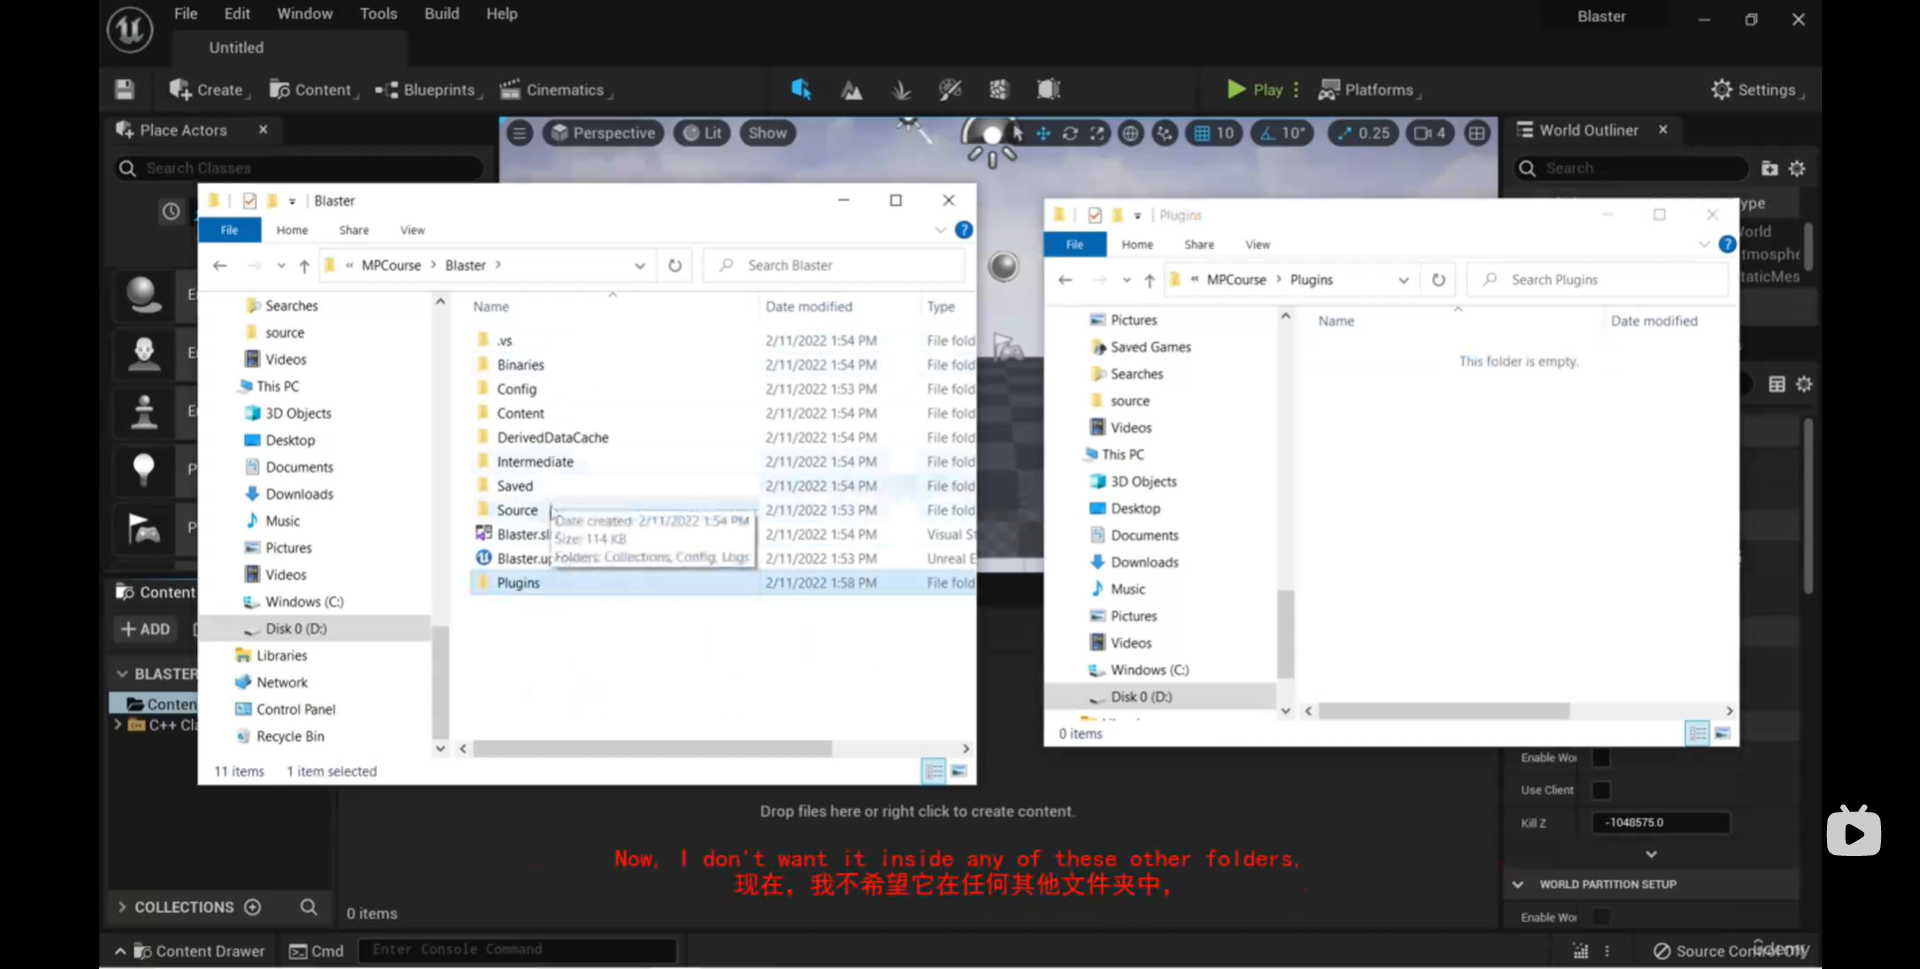 File Edit Window Tools Build Help
Blaster
Untitled
Create Content Blueprints Cinematics Play Platforms Settings
Place Actors
Perspective Lit Show 10 10° 0.25 4
World Outliner
Search Classes
Search
Blaster
File Home Share View
« MPCourse > Blaster > Search Blaster
Searches
source
Videos
This PC
3D Objects
Desktop
Documents
Downloads
Music
Pictures
Videos
Windows (C:)
Disk 0 (D:)
Libraries
Network
Control Panel
Recycle Bin
Name Date modified Type
.vs 2/11/2022 1:54 PM File fold
Binaries 2/11/2022 1:54 PM File fold
Config 2/11/2022 1:53 PM File fold
Content 2/11/2022 1:54 PM File fold
DerivedDataCache 2/11/2022 1:54 PM File fold
Intermediate 2/11/2022 1:54 PM File fold
Saved 2/11/2022 1:54 PM File fold
Source 2/11/2022 1:53 PM File fold
Blaster.sl 2/11/2022 1:54 PM Visual St
Blaster.up 2/11/2022 1:53 PM Unreal E
Plugins 2/11/2022 1:58 PM File fold
Date created: 2/11/2022 1:54 PM
Size: 114 KB
Folders: Collections, Config, Logs
11 items 1 item selected
Plugins
File Home Share View
« MPCourse > Plugins Search Plugins
Pictures
Saved Games
Searches
source
Videos
This PC
3D Objects
Desktop
Documents
Downloads
Music
Pictures
Videos
Windows (C:)
Disk 0 (D:)
Name Date modified
This folder is empty.
0 items
ype
orld
tmosphe
taticMes
Content
ADD
BLASTER
Conten
C++ Cla
Drop files here or right click to create content.
Enable Wor
Use Client
Kill Z -1048575.0
WORLD PARTITION SETUP
Enable Wor
Now, I don't want it inside any of these other folders,
现在，我不希望它在任何其他文件夹中，
COLLECTIONS
0 items
Content Drawer Cmd Enter Console Command
Source Control Off
ûdemy